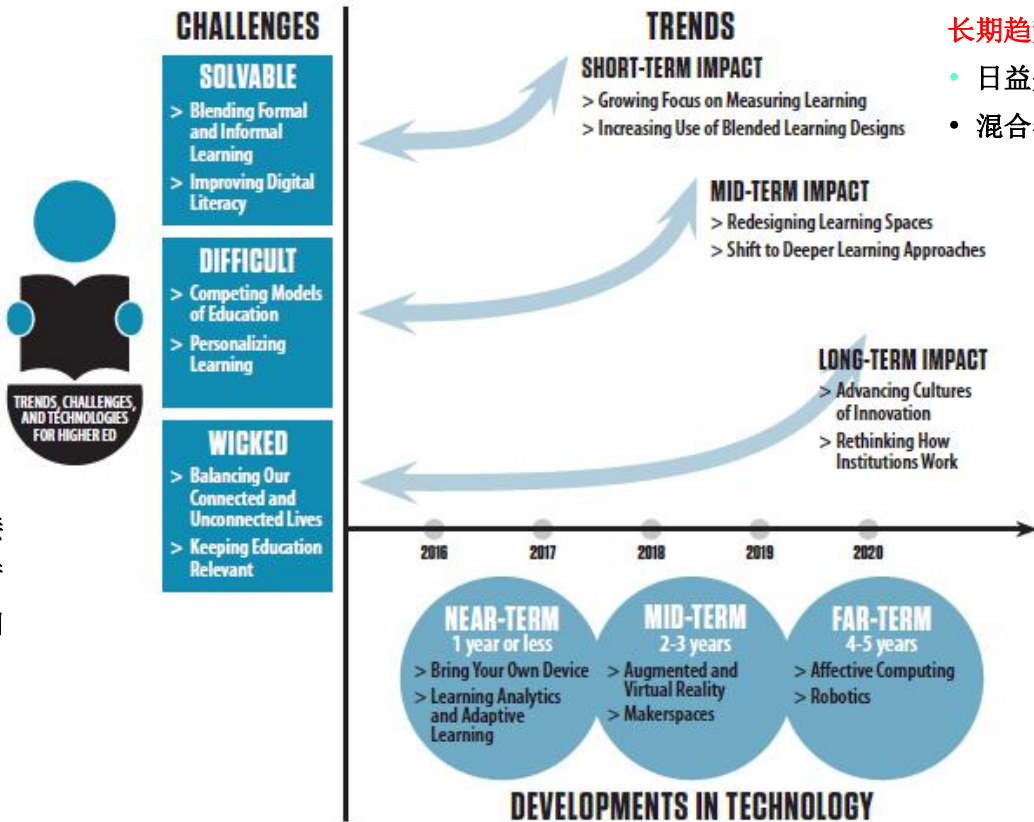 CHALLENGES
SOLVABLE
> Blending Formal
and Informal
Learning
> Improving Digital
Literacy
DIFFICULT
> Competing Models
of Education
> Personalizing
Learning
WICKED
> Balancing Our
Connected and
Unconnected Lives
> Keeping Education
Relevant
TRENDS, CHALLENGES,
AND TECHNOLOGIES
FOR HIGHER ED
TRENDS
SHORT-TERM IMPACT
> Growing Focus on Measuring Learning
> Increasing Use of Blended Learning Designs
MID-TERM IMPACT
> Redesigning Learning Spaces
> Shift to Deeper Learning Approaches
LONG-TERM IMPACT
> Advancing Cultures
of Innovation
> Rethinking How
Institutions Work
长期趋
• 日益
• 混合
2016 2017 2018 2019 2020
NEAR-TERM
1 year or less
> Bring Your Own Device
> Learning Analytics
and Adaptive
Learning
MID-TERM
2-3 years
> Augmented and
Virtual Reality
> Makerspaces
FAR-TERM
4-5 years
> Affective Computing
> Robotics
DEVELOPMENTS IN TECHNOLOGY